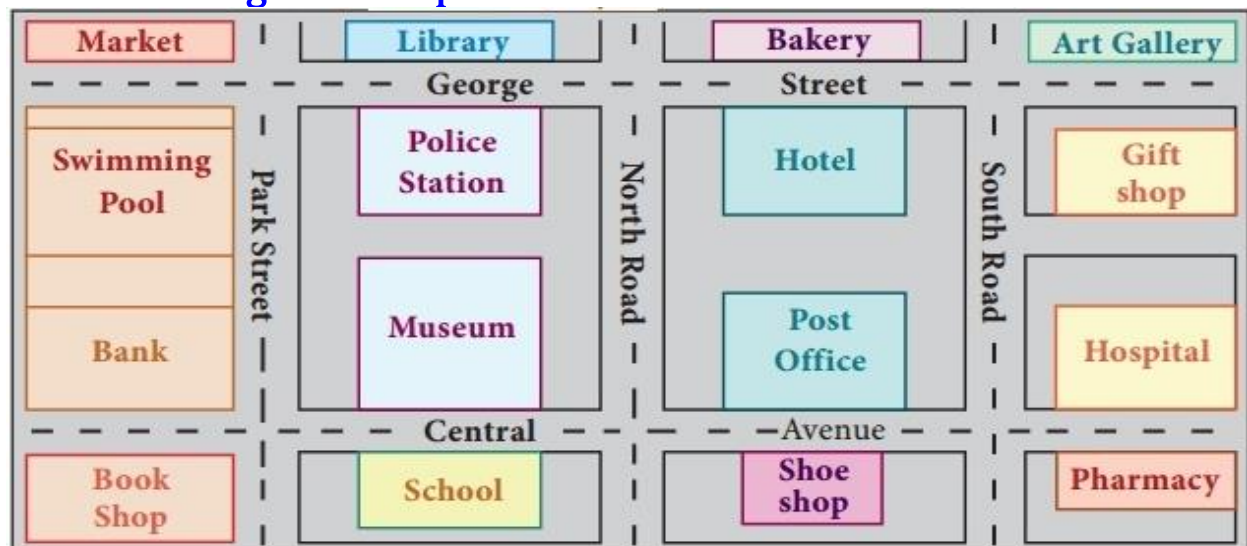 Market
Library
Bakery
Art Gallery
George Street
Swimming
Pool
Park Street
Police
Station
North Road
Hotel
South Road
Gift
shop
Bank
Museum
Post
Office
Hospital
Central Avenue
Book
Shop
School
Shoe
shop
Pharmacy